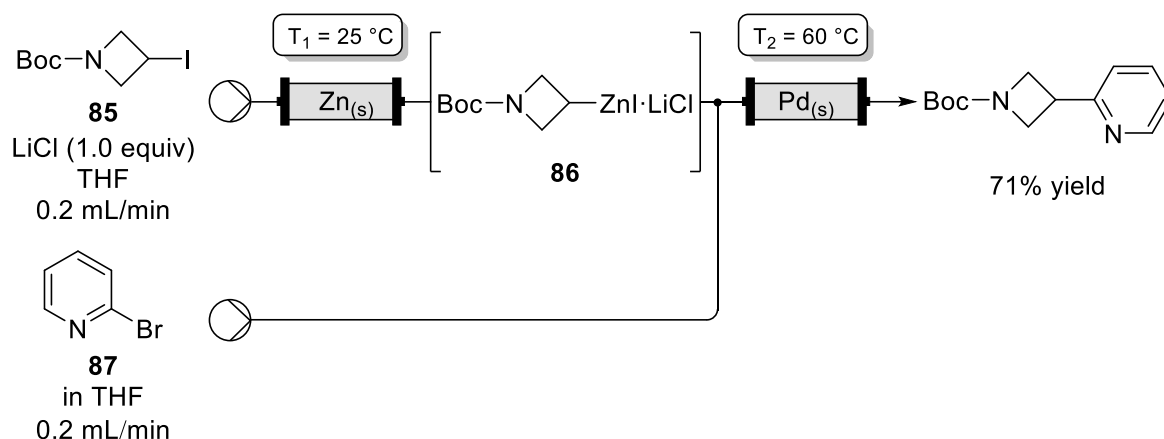 T₁ = 25 °C
T₂ = 60 °C
Boc N I
85
LiCl (1.0 equiv)
THF
0.2 mL/min
Zn(s)
Boc N ZnI·LiCl
86
Pd(s)
Boc N N
71% yield
N Br
87
in THF
0.2 mL/min